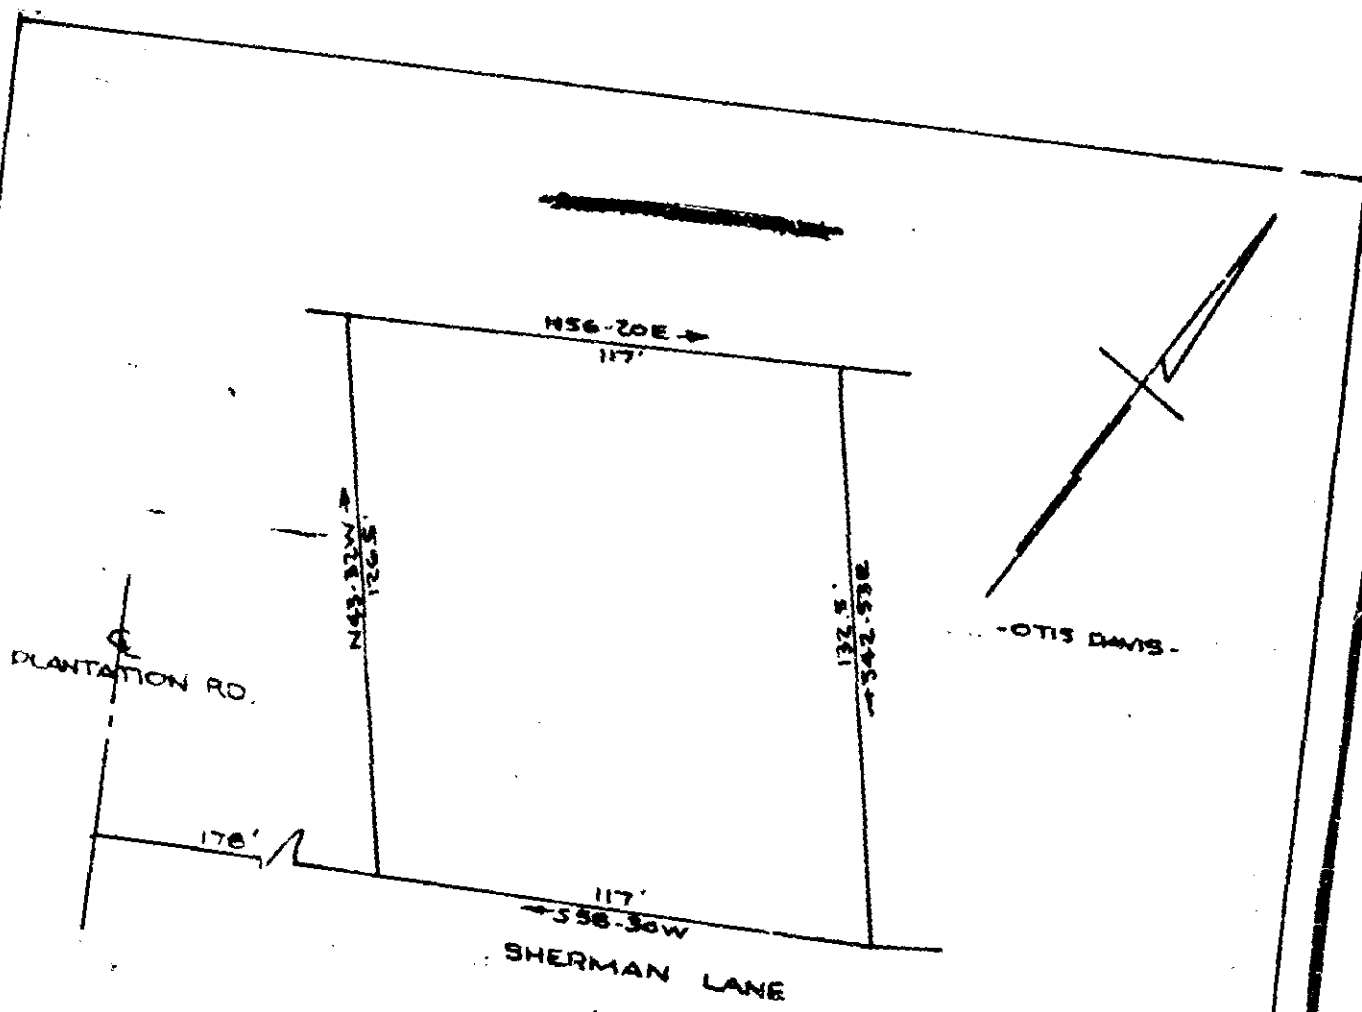 N56-20E
117'
N43-32W
126.5'
132.5'
S42-53E
-OTIS DAVIS-
℄
PLANTATION RD.
178'
117'
S58-30W
SHERMAN LANE